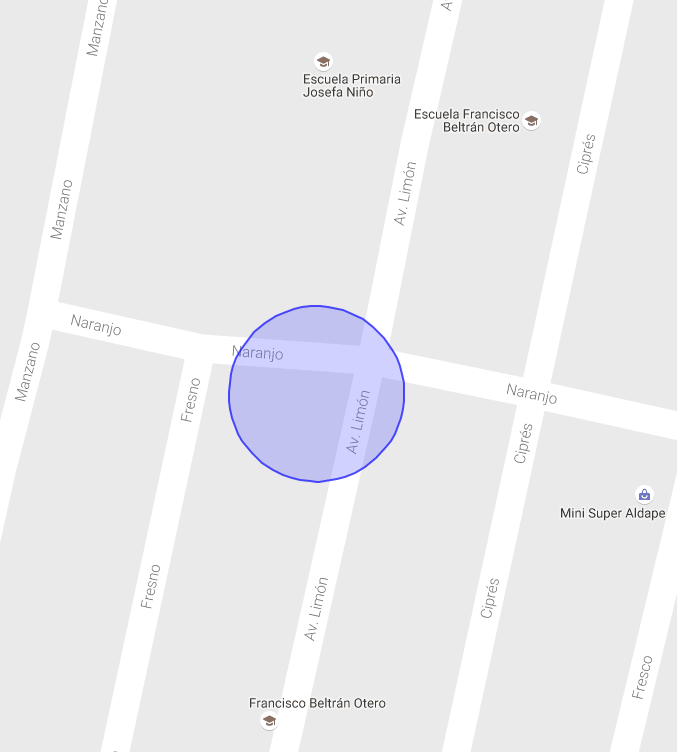 Manzano
A
Escuela Primaria
Josefa Niño
Escuela Francisco
Beltrán Otero
Ciprés
Av. Limón
Manzano
Naranjo
Naranjo
Manzano
Fresno
Naranjo
Av. Limón
Ciprés
Mini Super Aldape
Fresno
Ciprés
Av. Limón
Fresco
Francisco Beltrán Otero